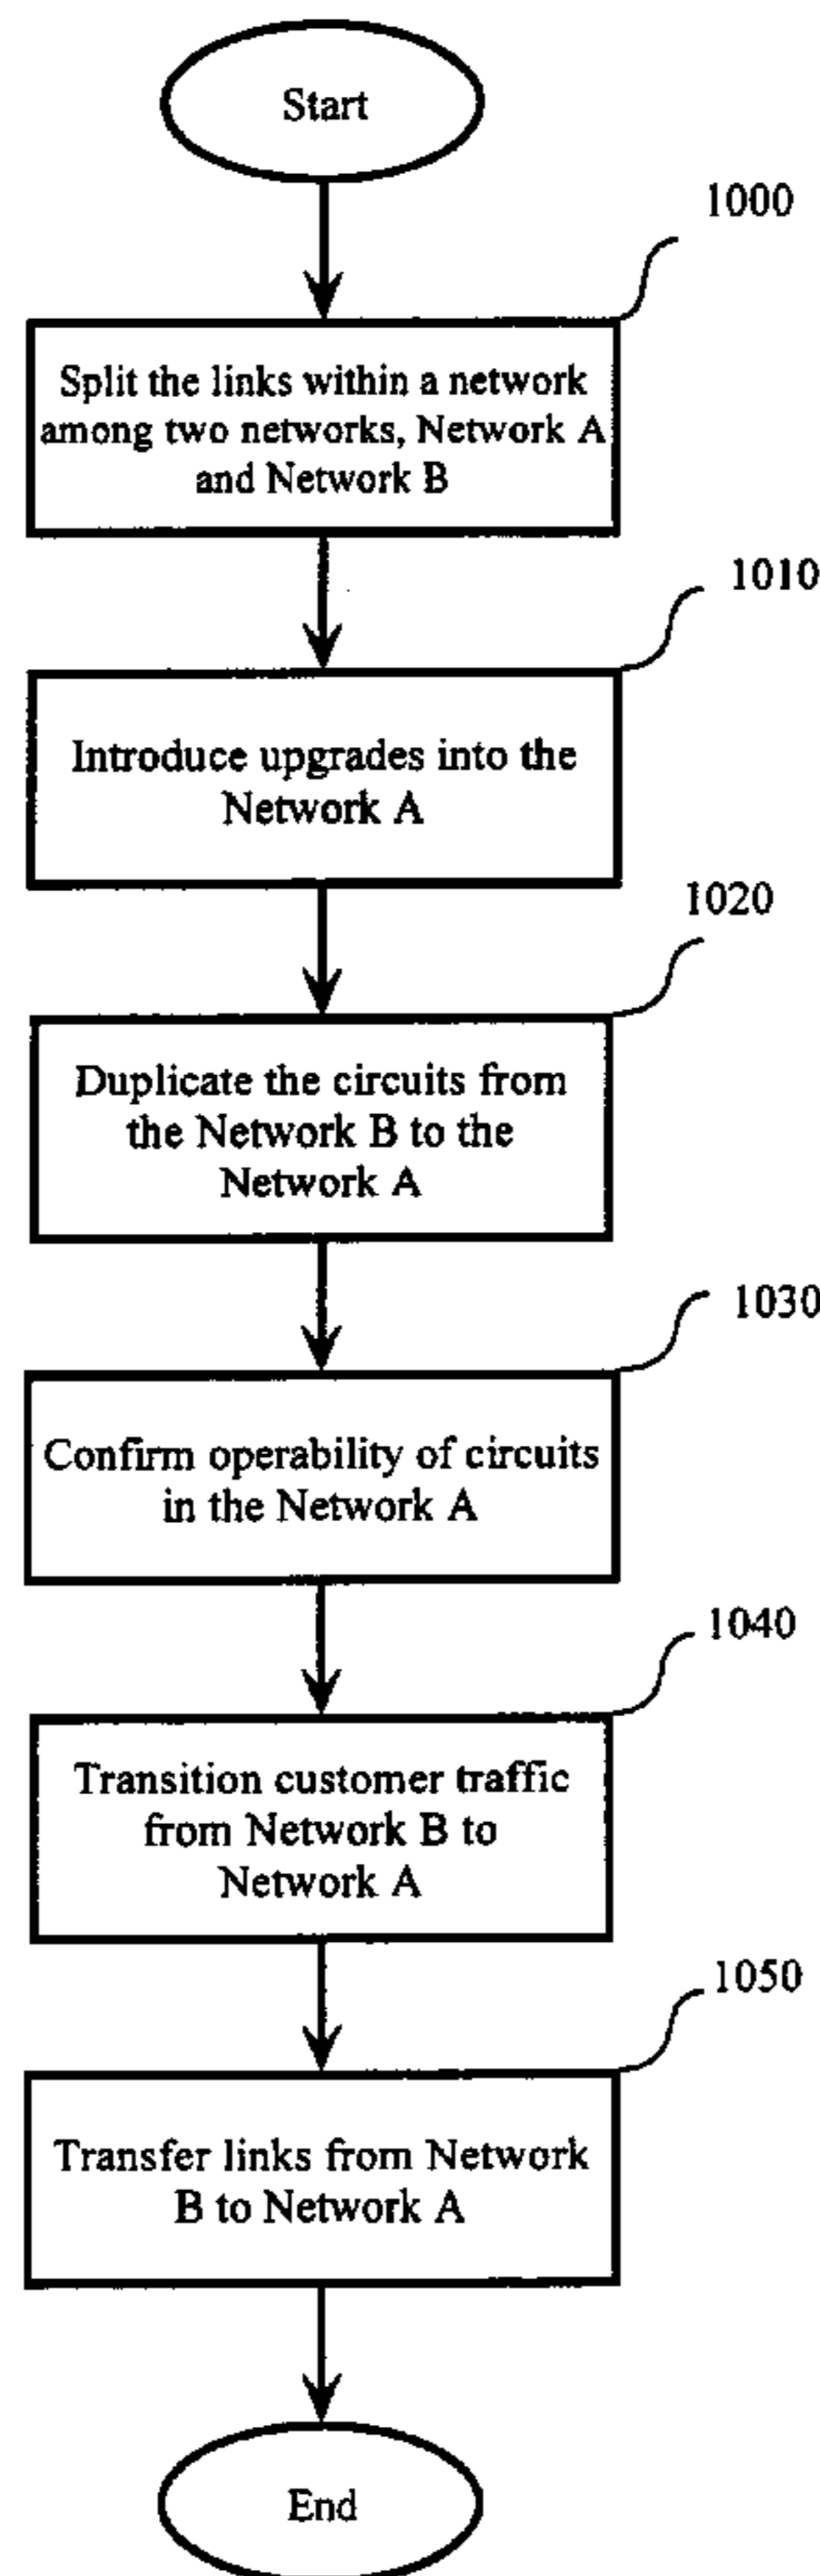 Start
1000
Split the links within a network
among two networks, Network A
and Network B
1010
Introduce upgrades into the
Network A
1020
Duplicate the circuits from
the Network B to the
Network A
1030
Confirm operability of circuits
in the Network A
1040
Transition customer traffic
from Network B to
Network A
1050
Transfer links from Network
B to Network A
End